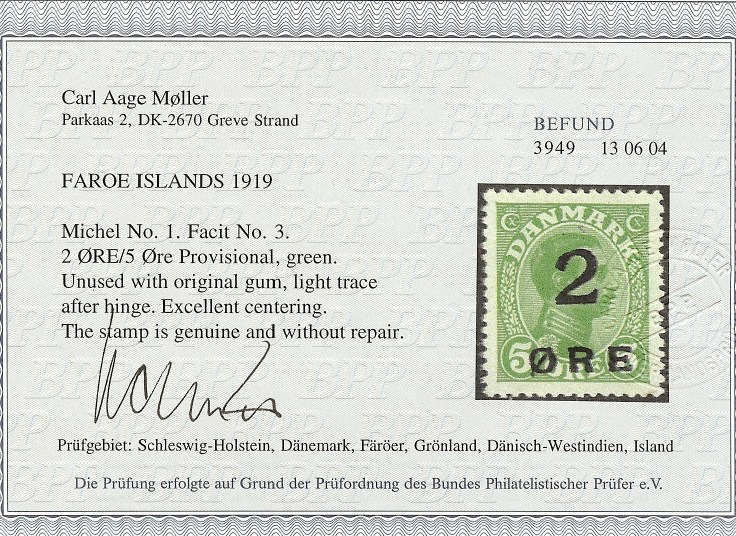 Carl Aage Møller
Parkaas 2, DK-2670 Greve Strand
BEFUND
3949 13 06 04
FAROE ISLANDS 1919
Michel No. 1. Facit No. 3.
2 ØRE/5 Øre Provisional, green.
Unused with original gum, light trace
after hinge. Excellent centering.
The stamp is genuine and without repair.
DANMARK
2
5 ØRE
Prüfgebiet: Schleswig-Holstein, Dänemark, Färöer, Grönland, Dänisch-Westindien, Island
Die Prüfung erfolgte auf Grund der Prüfordnung des Bundes Philatelistischer Prüfer e.V.
BPP